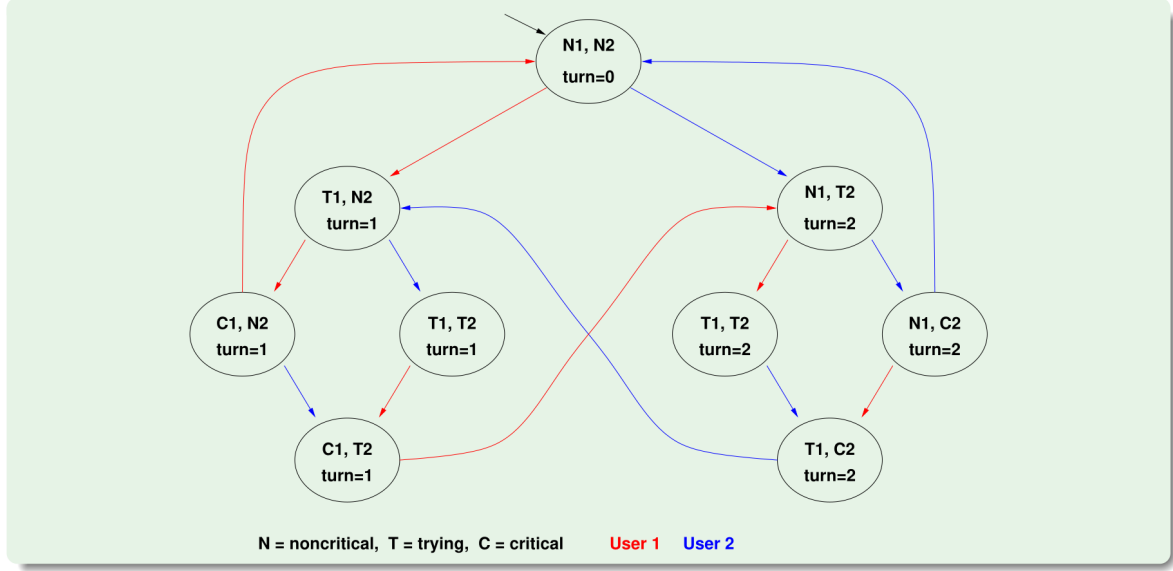 N1, N2
turn=0
T1, N2
turn=1
N1, T2
turn=2
C1, N2
turn=1
T1, T2
turn=1
T1, T2
turn=2
N1, C2
turn=2
C1, T2
turn=1
T1, C2
turn=2
N = noncritical, T = trying, C = critical User 1 User 2